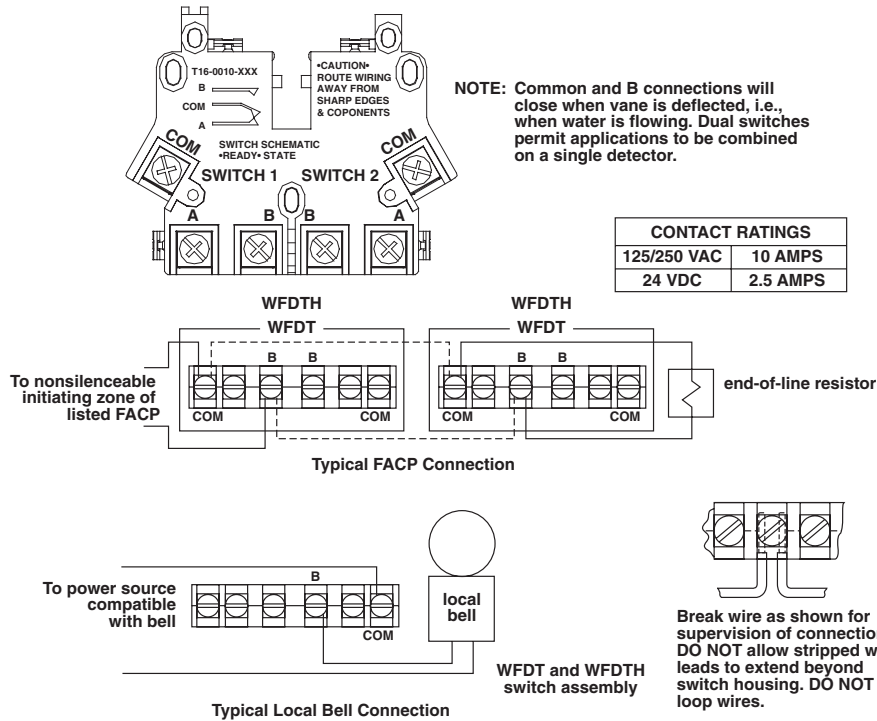 T16-0010-XXX
B
COM
A
•CAUTION•
ROUTE WIRING
AWAY FROM
SHARP EDGES
& COPONENTS
SWITCH SCHEMATIC
•READY• STATE
COM
COM
SWITCH 1
SWITCH 2
A
B
B
A
NOTE: Common and B connections will
close when vane is deflected, i.e.,
when water is flowing. Dual switches
permit applications to be combined
on a single detector.
CONTACT RATINGS
125/250 VAC 10 AMPS
24 VDC 2.5 AMPS
WFDTH
WFDT
B
B
COM
COM
WFDTH
WFDT
B
B
COM
COM
To nonsilenceable
initiating zone of
listed FACP
end-of-line resistor
Typical FACP Connection
To power source
compatible
with bell
B
COM
local
bell
WFDT and WFDTH
switch assembly
Typical Local Bell Connection
Break wire as shown for
supervision of connectio
DO NOT allow stripped w
leads to extend beyond
switch housing. DO NOT
loop wires.